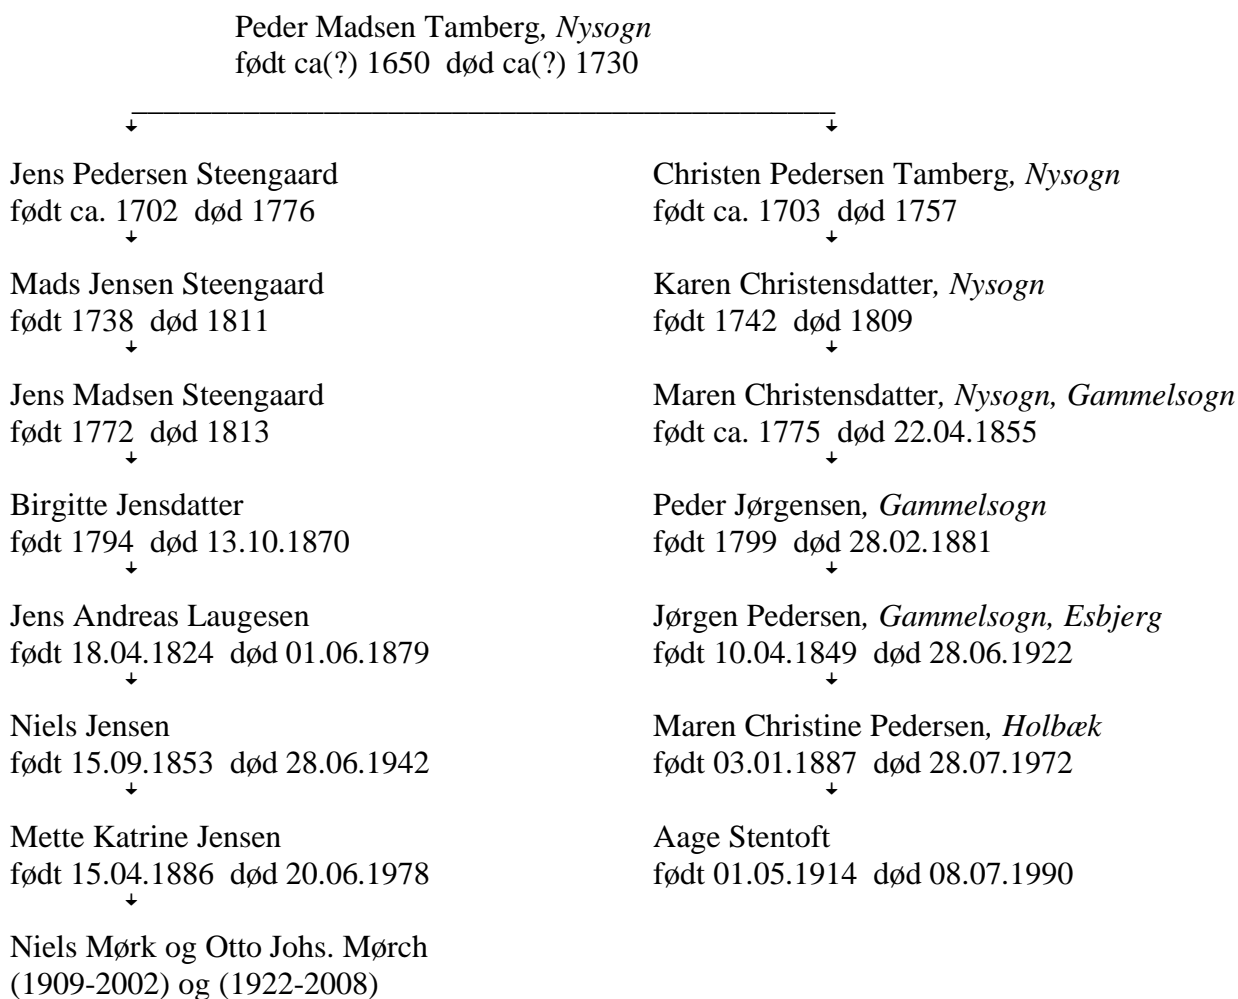 Peder Madsen Tamberg, Nysogn
født ca(?) 1650 død ca(?) 1730
Jens Pedersen Steengaard
født ca. 1702 død 1776
Christen Pedersen Tamberg, Nysogn
født ca. 1703 død 1757
Mads Jensen Steengaard
født 1738 død 1811
Karen Christensdatter, Nysogn
født 1742 død 1809
Jens Madsen Steengaard
født 1772 død 1813
Maren Christensdatter, Nysogn, Gammelsogn
født ca. 1775 død 22.04.1855
Birgitte Jensdatter
født 1794 død 13.10.1870
Peder Jørgensen, Gammelsogn
født 1799 død 28.02.1881
Jens Andreas Laugesen
født 18.04.1824 død 01.06.1879
Jørgen Pedersen, Gammelsogn, Esbjerg
født 10.04.1849 død 28.06.1922
Niels Jensen
født 15.09.1853 død 28.06.1942
Maren Christine Pedersen, Holbæk
født 03.01.1887 død 28.07.1972
Mette Katrine Jensen
født 15.04.1886 død 20.06.1978
Aage Stentoft
født 01.05.1914 død 08.07.1990
Niels Mørk og Otto Johs. Mørch
(1909-2002) og (1922-2008)